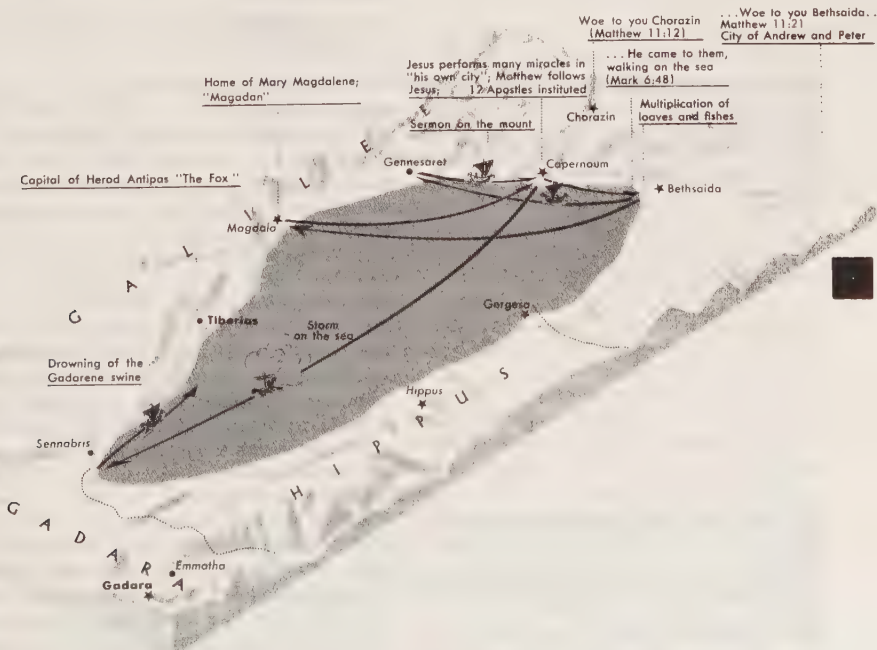 ...Woe to you Bethsaida..
Matthew 11:21
City of Andrew and Peter
Woe to you Chorazin
(Matthew 11:12)
...He came to them,
walking on the sea
(Mark 6:48)
Jesus performs many miracles in
"his own city"; Matthew follows
Jesus; 12 Apostles instituted
Home of Mary Magdalene;
"Magadan"
Multiplication of
loaves and fishes
Chorazin
Sermon on the mount
Gennesaret
Capernaum
Bethsaida
Capital of Herod Antipas "The Fox"
Magdala
GALILEE
Gergesa
Tiberias
Storm
on the sea
Drowning of the
Gadarene swine
Hippus
HIPPUS
Sennabris
GADARA
Emmatha
Gadara